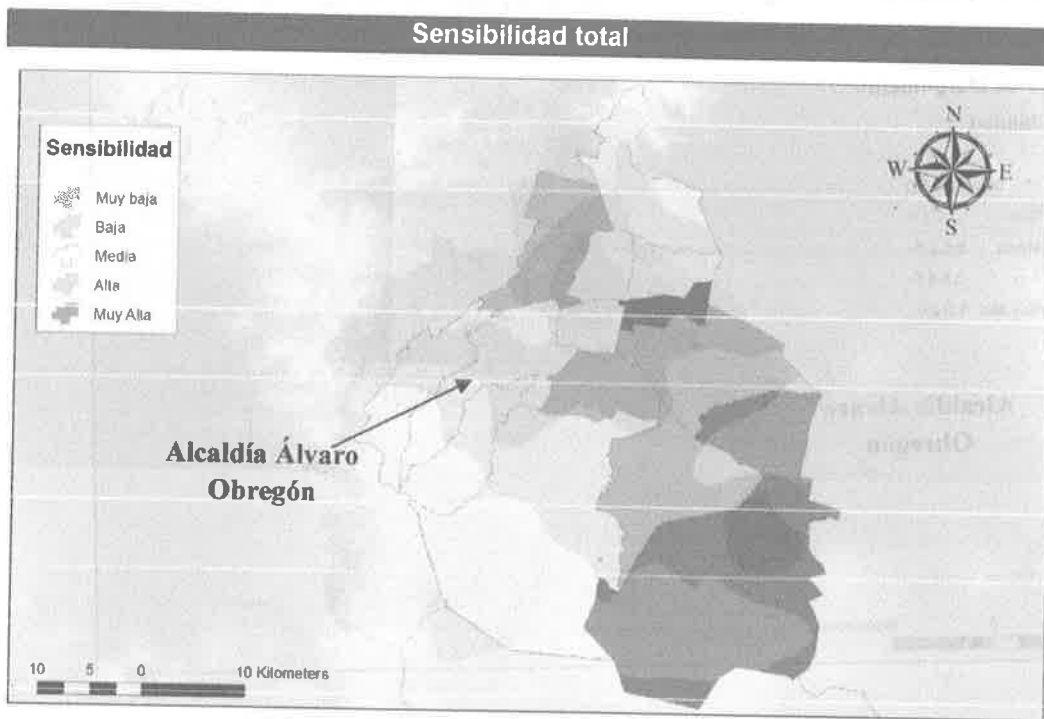 Sensibilidad total
N
W E
S
Sensibilidad
Muy baja
Baja
Media
Alta
Muy Alta
Alcaldía Álvaro
Obregón
10 5 0 10 Kilometers